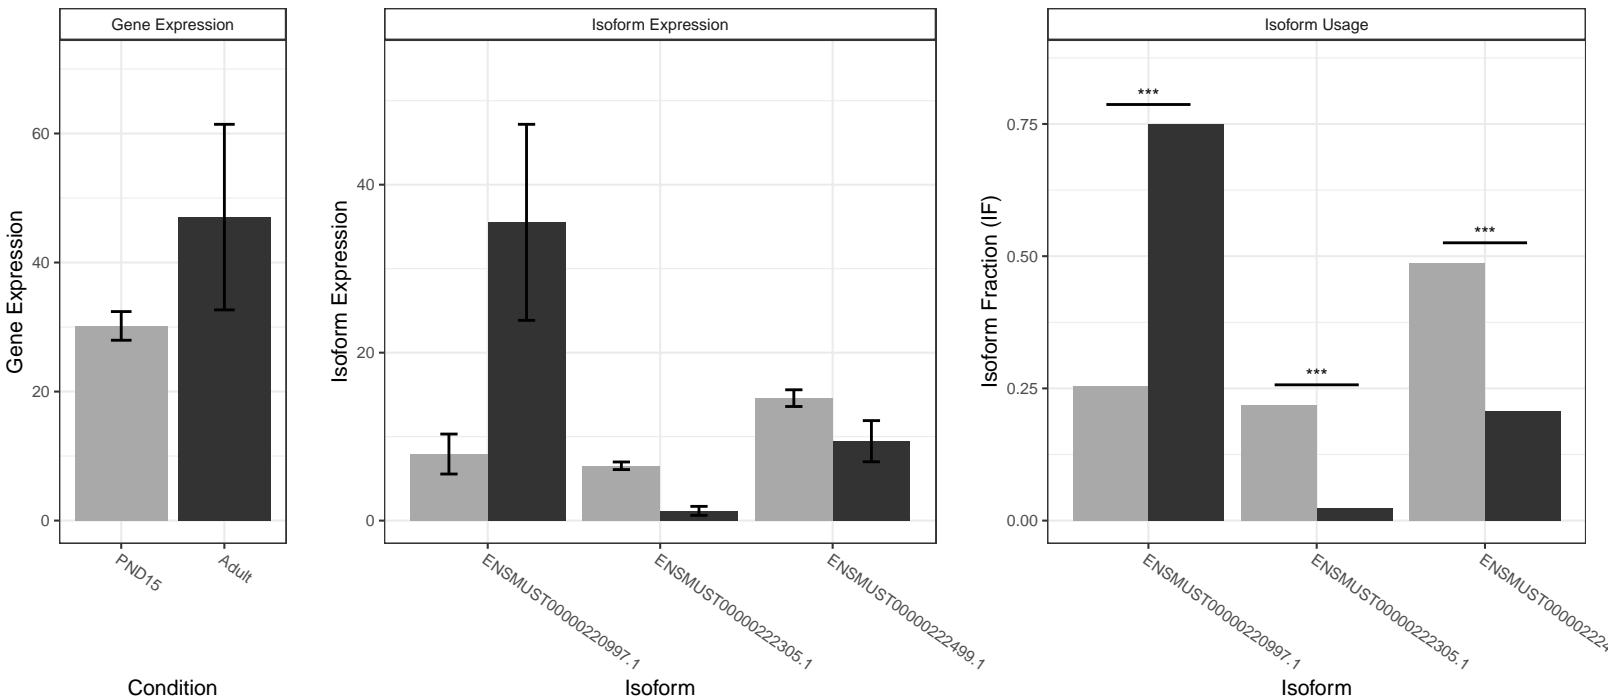 Gene Expression
Isoform Expression
Isoform Usage
Gene Expression
60
40
20
0
PND15
Adult
Condition
Isoform Expression
40
20
0
ENSMUST00000220997.1
ENSMUST00000222305.1
ENSMUST00000222499.1
Isoform
Isoform Fraction (IF)
0.75
0.50
0.25
0.00
***
***
***
ENSMUST00000220997.1
ENSMUST00000222305.1
ENSMUST000002224
Isoform